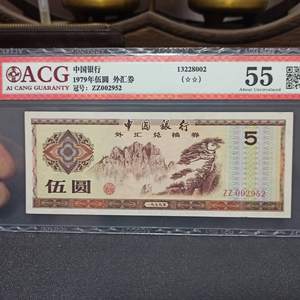 ACG
AI CANG GUARANTY
中国银行
1979年伍圆 外汇券
冠号: ZZ002952
13228002
(☆☆)
55
About Uncirculated
中国银行
外汇兑换券
5
伍圆
ZZ 002952
一九七九年